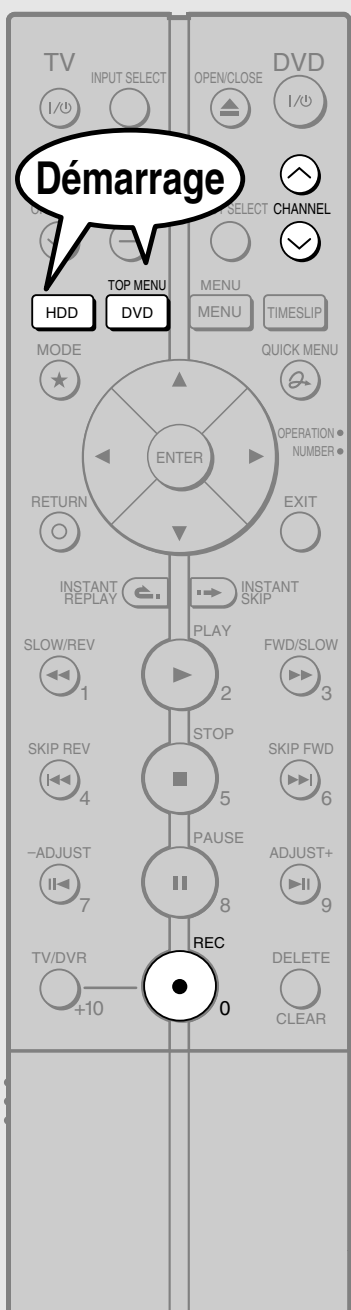 TV
DVD
INPUT SELECT
OPEN/CLOSE
Démarrage
SELECT
CHANNEL
TOP MENU
MENU
HDD
DVD
MENU
TIMESLIP
MODE
QUICK MENU
ENTER
OPERATION
NUMBER
RETURN
EXIT
INSTANT
REPLAY
INSTANT
SKIP
SLOW/REV
PLAY
FWD/SLOW
1
2
3
SKIP REV
STOP
SKIP FWD
4
5
6
–ADJUST
PAUSE
ADJUST+
7
8
9
TV/DVR
REC
DELETE
+10
0
CLEAR